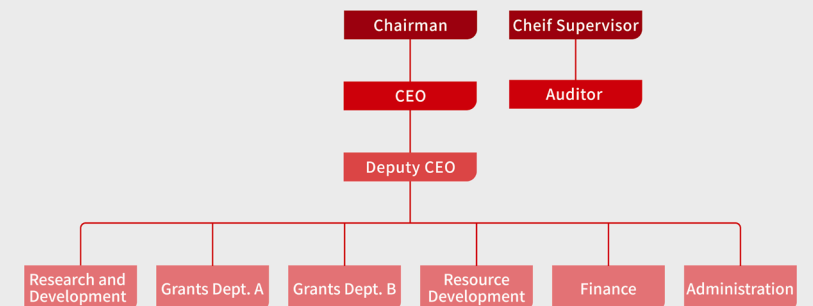 Chairman
Cheif Supervisor
CEO
Auditor
Deputy CEO
Research and
Development
Grants Dept. A
Grants Dept. B
Resource
Development
Finance
Administration